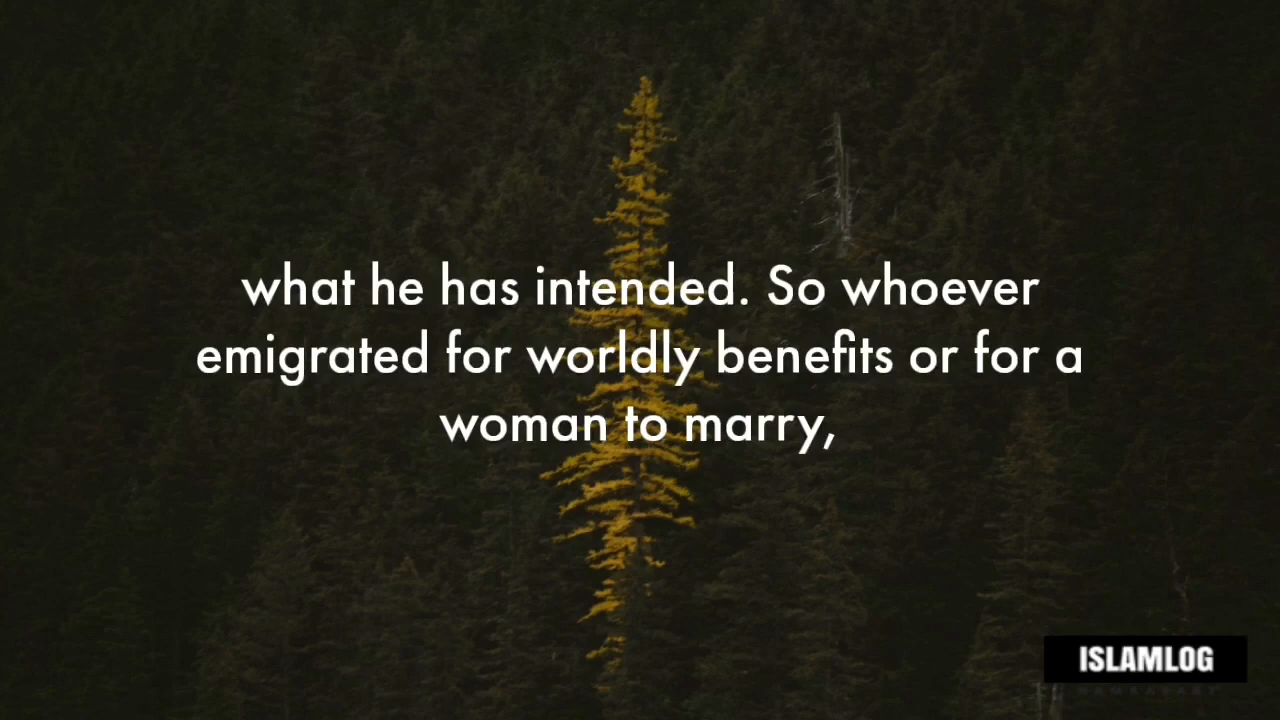 what he has intended. So whoever
emigrated for worldly benefits or for a
woman to marry,
ISLAMLOG